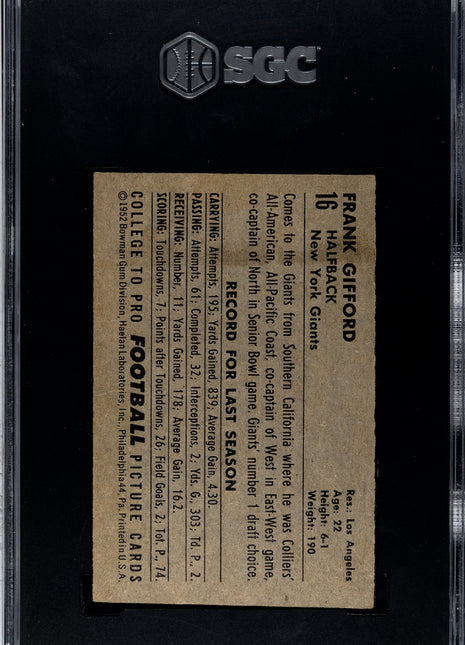 SGC
FRANK GIFFORD
16
HALFBACK
New York Giants
Res.: Los Angeles
Age: 22
Height: 6-1
Weight: 190
Comes to the Giants from Southern California where he was Colliers'
All-American, All-Pacific Coast, co-captain of West in East-West game,
co-captain of North in Senior Bowl game. Giants' number 1 draft choice.
RECORD FOR LAST SEASON
CARRYING: Attempts, 195; Yards Gained, 839; Average Gain, 4.30.
PASSING: Attempts, 61; Completed, 32; Interceptions, 2; Yds. G., 303; Td. P., 2.
RECEIVING: Number, 11; Yards Gained, 178; Average Gain, 16.2.
SCORING: Touchdowns, 7; Points after Touchdowns, 26; Field Goals, 2; Tot. P., 74.
COLLEGE TO PRO FOOTBALL PICTURE CARDS
©1952 Bowman Gum Division, Haelan Laboratories, Inc., Philadelphia 44, Pa. Printed in U.S.A.